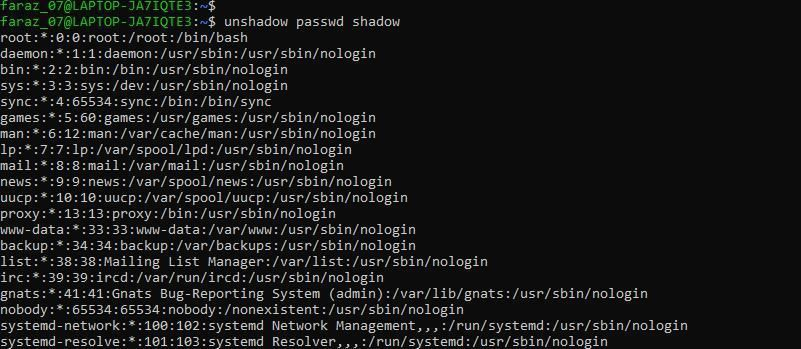 faraz_07@LAPTOP-JA7IQTE3:~$
faraz_07@LAPTOP-JA7IQTE3:~$ unshadow passwd shadow
root:*:0:0:root:/root:/bin/bash
daemon:*:1:1:daemon:/usr/sbin:/usr/sbin/nologin
bin:*:2:2:bin:/bin:/usr/sbin/nologin
sys:*:3:3:sys:/dev:/usr/sbin/nologin
sync:*:4:65534:sync:/bin:/bin/sync
games:*:5:60:games:/usr/games:/usr/sbin/nologin
man:*:6:12:man:/var/cache/man:/usr/sbin/nologin
lp:*:7:7:lp:/var/spool/lpd:/usr/sbin/nologin
mail:*:8:8:mail:/var/mail:/usr/sbin/nologin
news:*:9:9:news:/var/spool/news:/usr/sbin/nologin
uucp:*:10:10:uucp:/var/spool/uucp:/usr/sbin/nologin
proxy:*:13:13:proxy:/bin:/usr/sbin/nologin
www-data:*:33:33:www-data:/var/www:/usr/sbin/nologin
backup:*:34:34:backup:/var/backups:/usr/sbin/nologin
list:*:38:38:Mailing List Manager:/var/list:/usr/sbin/nologin
irc:*:39:39:ircd:/var/run/ircd:/usr/sbin/nologin
gnats:*:41:41:Gnats Bug-Reporting System (admin):/var/lib/gnats:/usr/sbin/nologin
nobody:*:65534:65534:nobody:/nonexistent:/usr/sbin/nologin
systemd-network:*:100:102:systemd Network Management,,,:/run/systemd:/usr/sbin/nologin
systemd-resolve:*:101:103:systemd Resolver,,,:/run/systemd:/usr/sbin/nologin